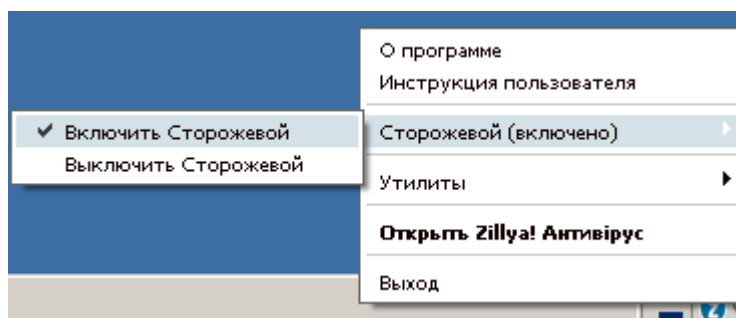 О программе
Инструкция пользователя
Сторожевой (включено)
Включить Сторожевой
Выключить Сторожевой
Утилиты
Открыть Zillya! Антивірус
Выход